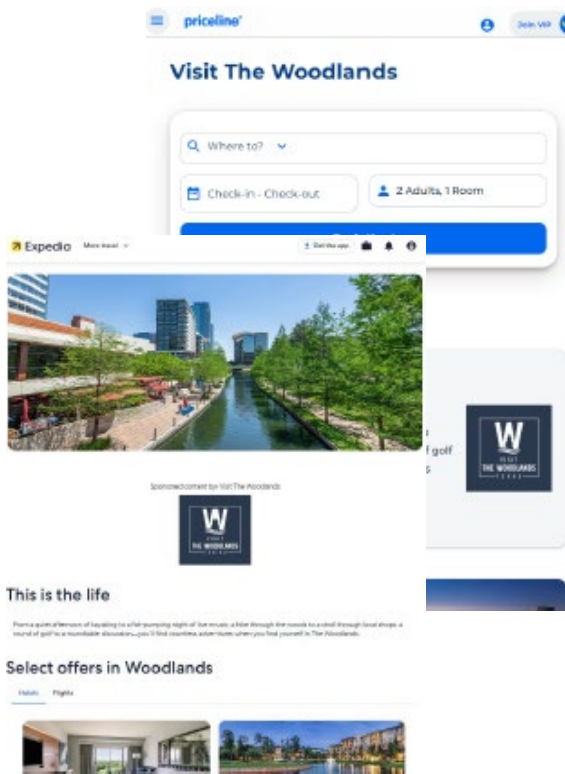 priceline®
Join VIP
Visit The Woodlands
Where to?
Check-in - Check-out
2 Adults, 1 Room
f golf
s
W
VISIT
THE WOODLANDS
TEXAS
Expedia
More travel
Get the app
Sponsored content by Visit The Woodlands
W
VISIT
THE WOODLANDS
TEXAS
This is the life
From a quiet afternoon of kayaking to a fist-pumping night of live music, a hike through the woods to a stroll through local shops, a
round of golf to a roundtable discussion—you'll find countless adventures when you find yourself in The Woodlands.
Select offers in Woodlands
Hotels Flights